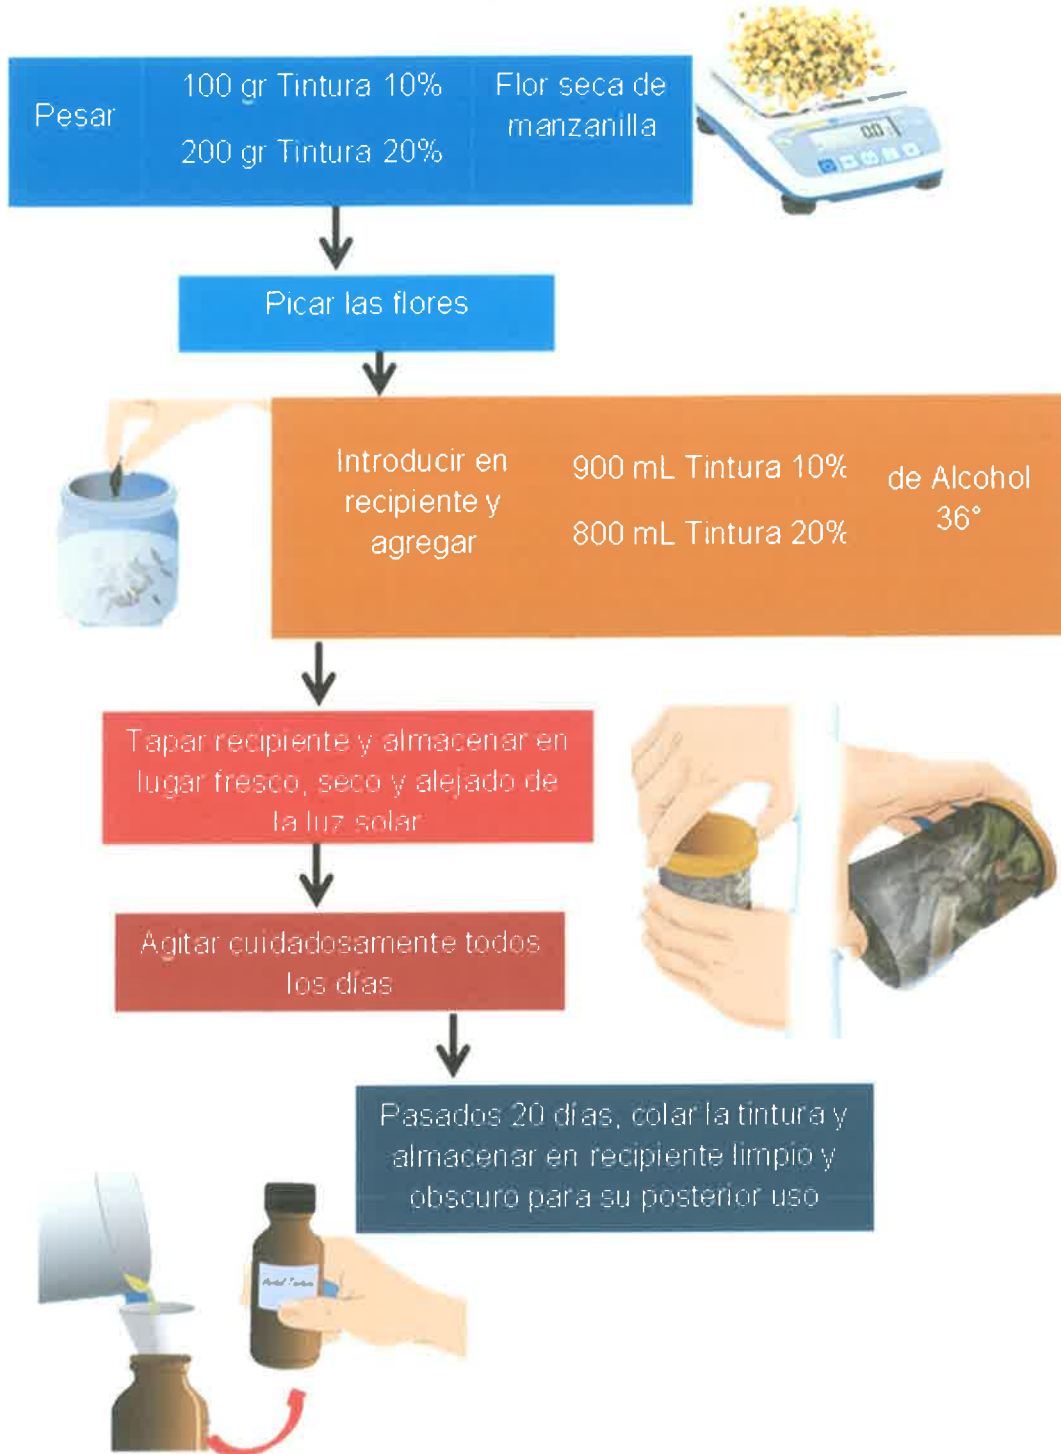 Pesar
100 gr Tintura 10%
200 gr Tintura 20%
Flor seca de
manzanilla
00
Picar las flores
Introducir en
recipiente y
agregar
900 mL Tintura 10%
800 mL Tintura 20%
de Alcohol
36°
Tapar recipiente y almacenar en
lugar fresco, seco y alejado de
la luz solar
Agitar cuidadosamente todos
los días
Pasados 20 días, colar la tintura y
almacenar en recipiente limpio y
obscuro para su posterior uso